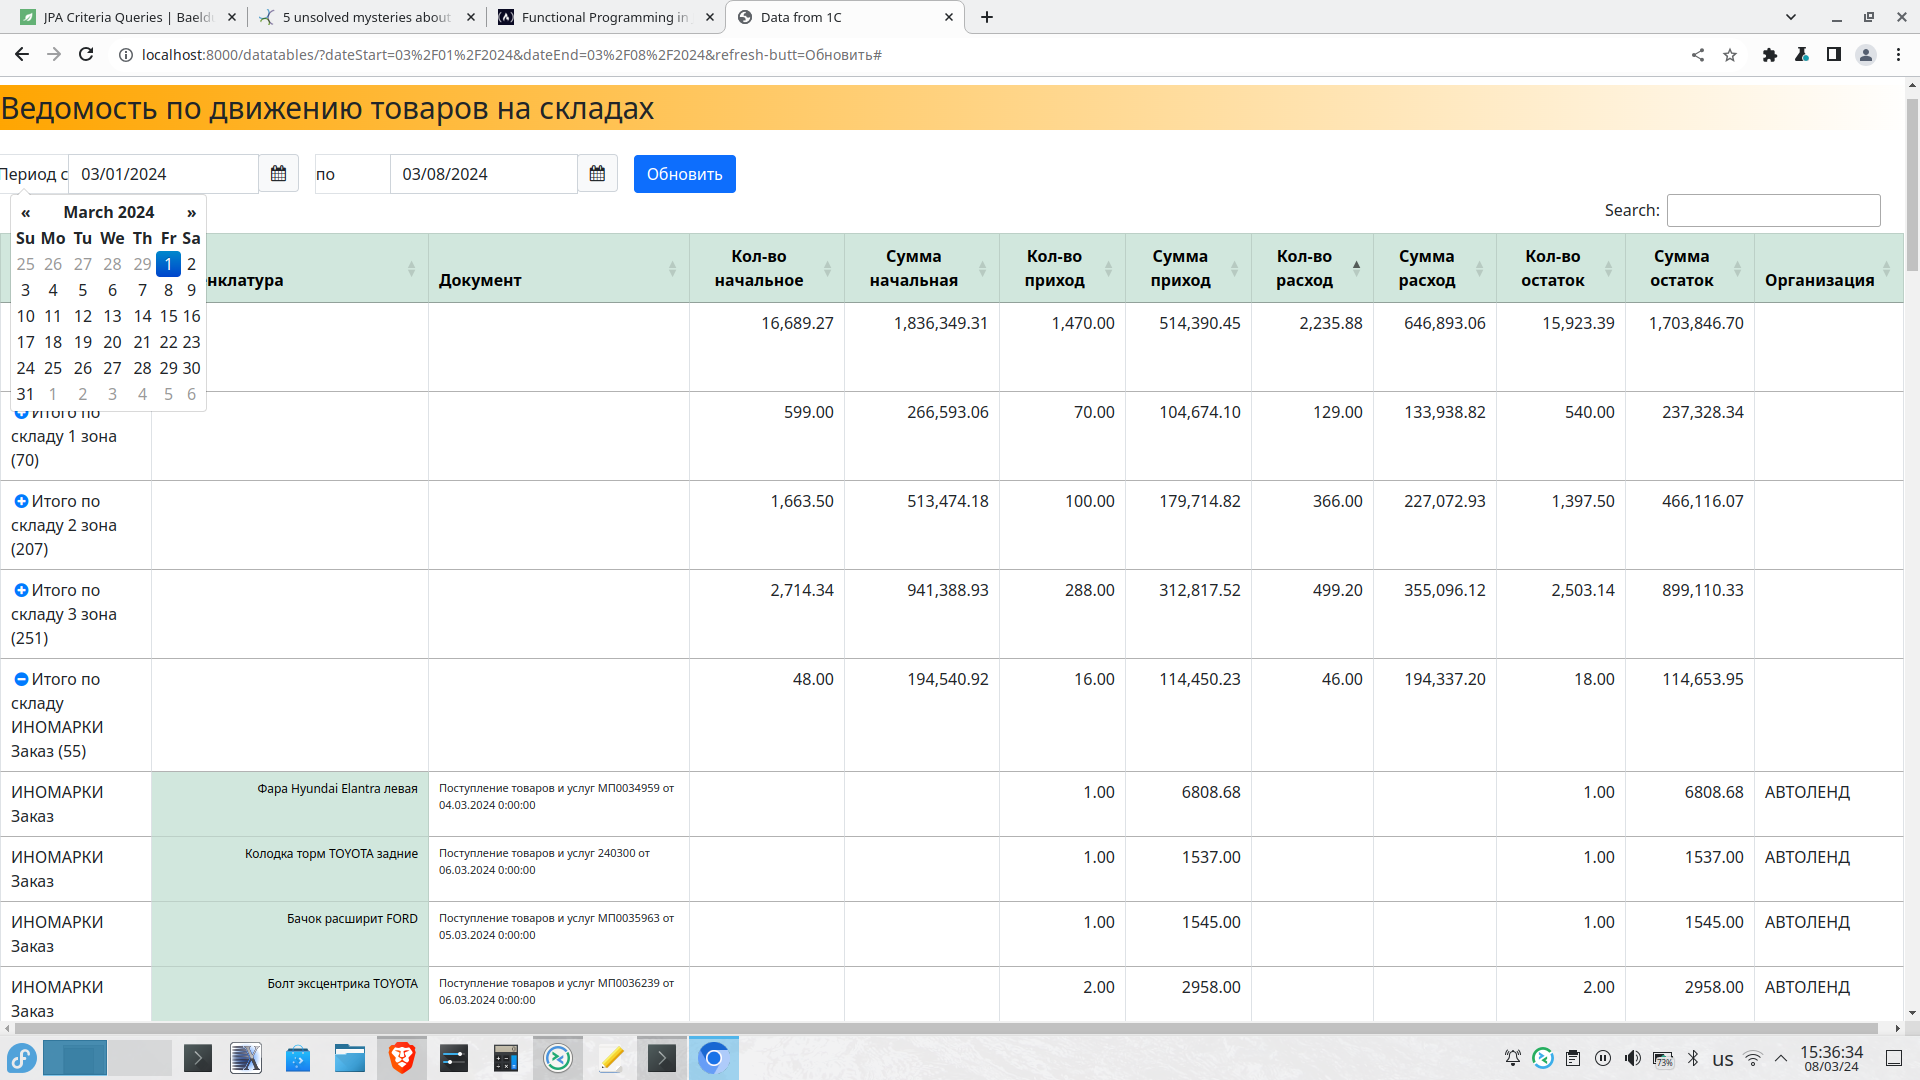 JPA Criteria Queries | Baeld
5 unsolved mysteries about
Functional Programming in
Data from 1C
localhost:8000/datatables/?dateStart=03%2F01%2F2024&dateEnd=03%2F08%2F2024&refresh-butt=Обновить#
Ведомость по движению товаров на складах
Период с 03/01/2024 по 03/08/2024 Обновить
Search:
« March 2024 »
Su Mo Tu We Th Fr Sa
25 26 27 28 29 1 2
3 4 5 6 7 8 9
10 11 12 13 14 15 16
17 18 19 20 21 22 23
24 25 26 27 28 29 30
31 1 2 3 4 5 6
нклатура Документ Кол-во начальное Сумма начальная Кол-во приход Сумма приход Кол-во расход Сумма расход Кол-во остаток Сумма остаток Организация
16,689.27 1,836,349.31 1,470.00 514,390.45 2,235.88 646,893.06 15,923.39 1,703,846.70
Итого по 599.00 266,593.06 70.00 104,674.10 129.00 133,938.82 540.00 237,328.34
складу 1 зона
(70)
Итого по 1,663.50 513,474.18 100.00 179,714.82 366.00 227,072.93 1,397.50 466,116.07
складу 2 зона
(207)
Итого по 2,714.34 941,388.93 288.00 312,817.52 499.20 355,096.12 2,503.14 899,110.33
складу 3 зона
(251)
Итого по 48.00 194,540.92 16.00 114,450.23 46.00 194,337.20 18.00 114,653.95
складу
ИНОМАРКИ
Заказ (55)
ИНОМАРКИ Фара Hyundai Elantra левая Поступление товаров и услуг МП0034959 от 1.00 6808.68 1.00 6808.68 АВТОЛЕНД
Заказ 04.03.2024 0:00:00
ИНОМАРКИ Колодка торм TOYOTA задние Поступление товаров и услуг 240300 от 1.00 1537.00 1.00 1537.00 АВТОЛЕНД
Заказ 06.03.2024 0:00:00
ИНОМАРКИ Бачок расширит FORD Поступление товаров и услуг МП0035963 от 1.00 1545.00 1.00 1545.00 АВТОЛЕНД
Заказ 05.03.2024 0:00:00
ИНОМАРКИ Болт эксцентрика TOYOTA Поступление товаров и услуг МП0036239 от 2.00 2958.00 2.00 2958.00 АВТОЛЕНД
Заказ 06.03.2024 0:00:00
73% us 15:36:34
08/03/24